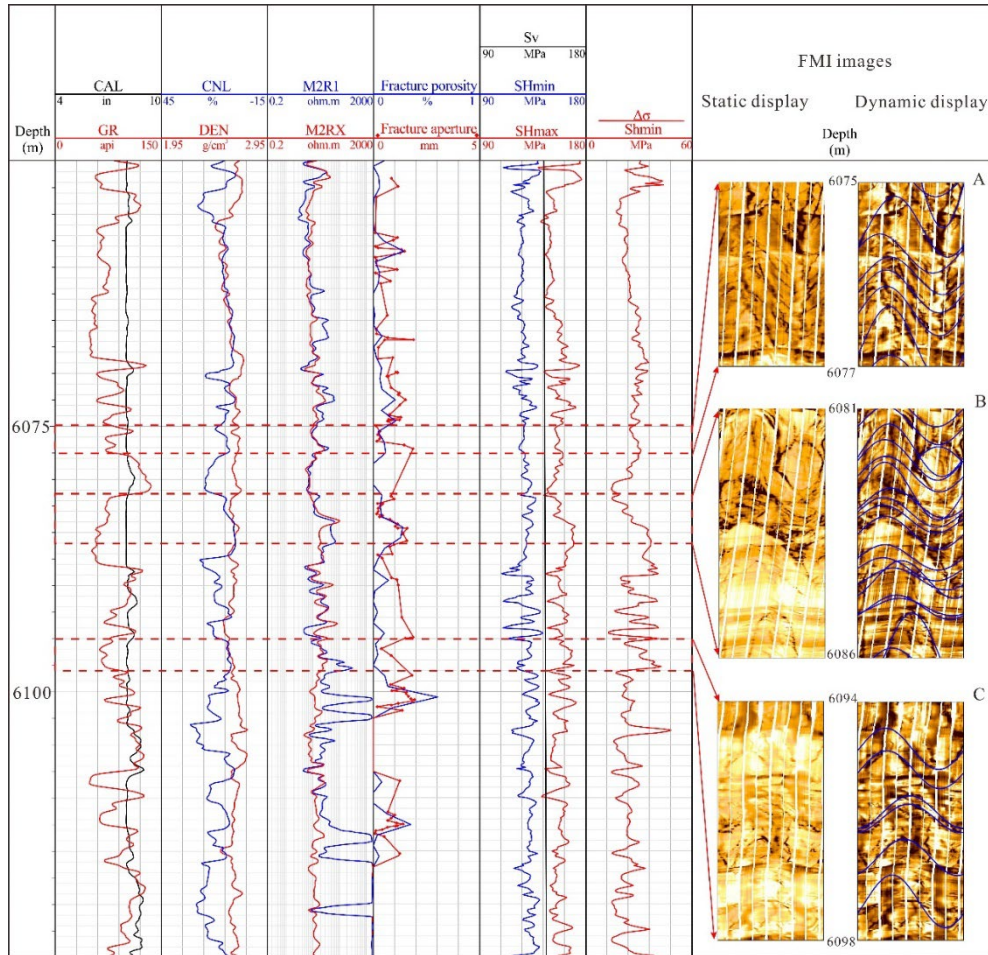 Sv
90 MPa 180
FMI images
CAL CNL M2R1 Fracture porosity SHmin
4 in 10 45 % -15 0.2 ohm.m 2000 0 % 1 90 MPa 180
Static display Dynamic display
Δσ
Depth GR DEN M2RX Fracture aperture SHmax Shmin Depth
(m) 0 api 150 1.95 g/cm³ 2.95 0.2 ohm.m 2000 0 mm 5 90 MPa 180 0 MPa 60 (m)
6075 A
6077
6081 B
6075
6086
6094 C
6100
6098